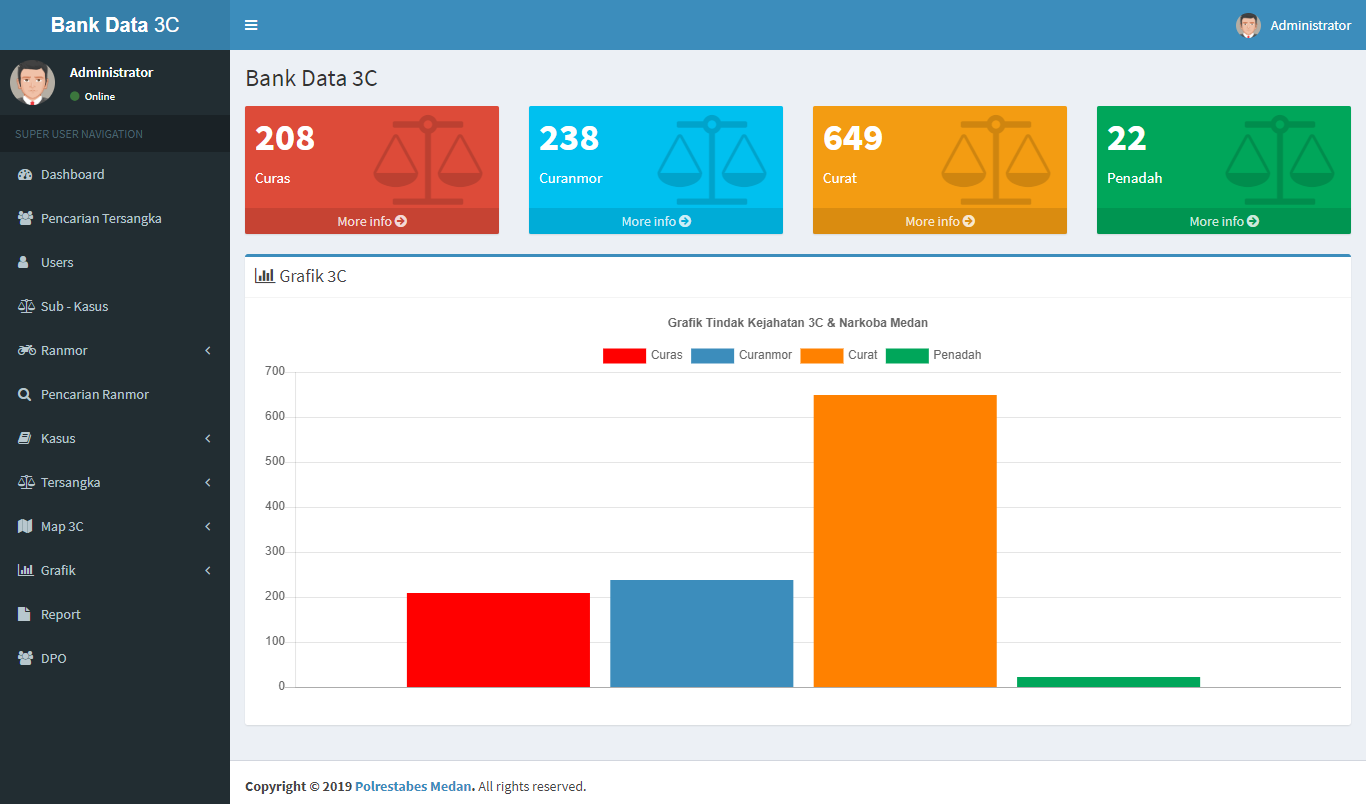 Bank Data 3C
Administrator
Administrator
Online
SUPER USER NAVIGATION
Dashboard
Pencarian Tersangka
Users
Sub - Kasus
Ranmor
Pencarian Ranmor
Kasus
Tersangka
Map 3C
Grafik
Report
DPO
Bank Data 3C
208
Curas
More info
238
Curanmor
More info
649
Curat
More info
22
Penadah
More info
Grafik 3C
Grafik Tindak Kejahatan 3C & Narkoba Medan
Curas Curanmor Curat Penadah
700
600
500
400
300
200
100
0
Copyright © 2019 Polrestabes Medan. All rights reserved.